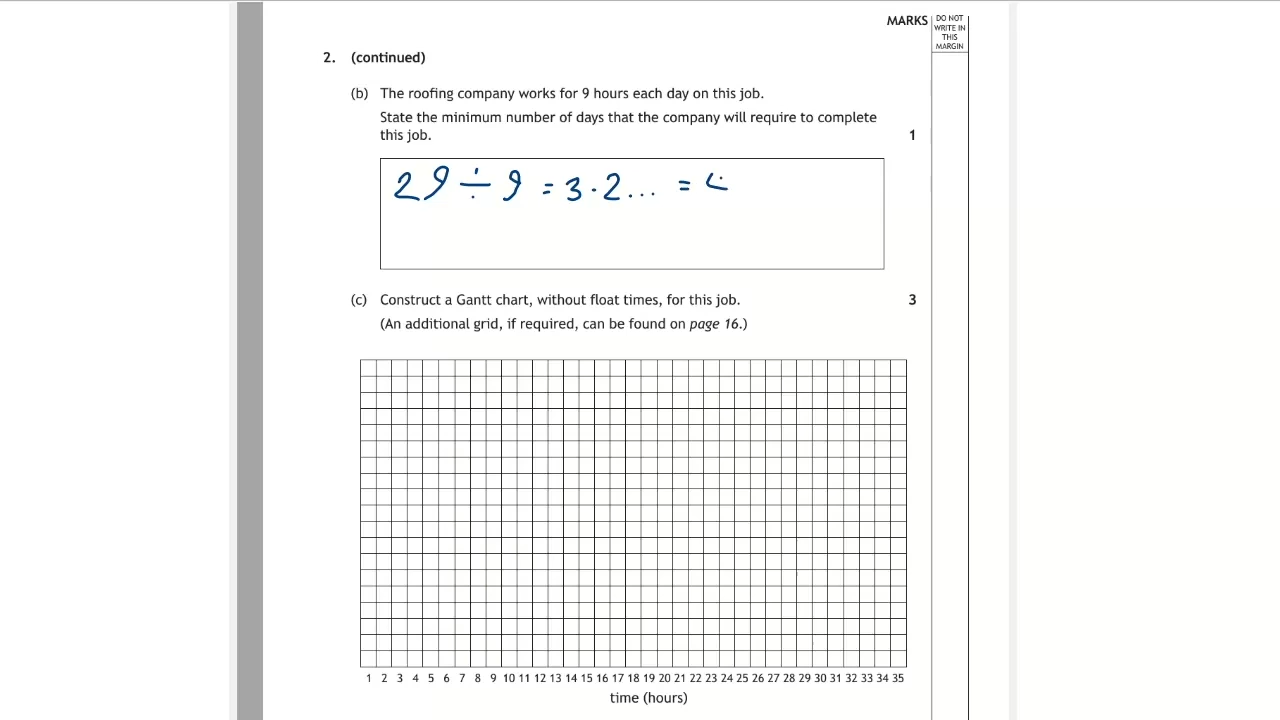 MARKS
DO NOT
WRITE IN
THIS
MARGIN
2. (continued)
(b) The roofing company works for 9 hours each day on this job.
State the minimum number of days that the company will require to complete
this job. 1
29 ÷ 9 = 3.2... =
(c) Construct a Gantt chart, without float times, for this job. 3
(An additional grid, if required, can be found on page 16.)
1 2 3 4 5 6 7 8 9 10 11 12 13 14 15 16 17 18 19 20 21 22 23 24 25 26 27 28 29 30 31 32 33 34 35
time (hours)